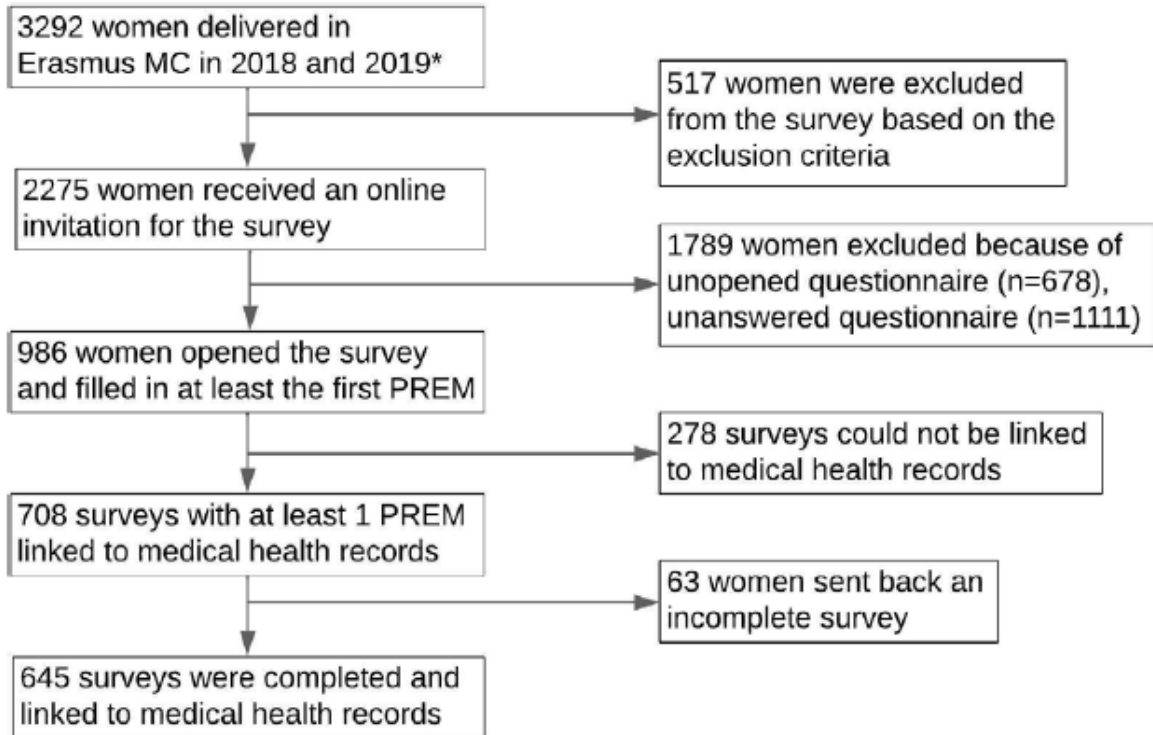 3292 women delivered in
Erasmus MC in 2018 and 2019*
517 women were excluded
from the survey based on the
exclusion criteria
2275 women received an online
invitation for the survey
1789 women excluded because of
unopened questionnaire (n=678),
unanswered questionnaire (n=1111)
986 women opened the survey
and filled in at least the first PREM
278 surveys could not be linked
to medical health records
708 surveys with at least 1 PREM
linked to medical health records
63 women sent back an
incomplete survey
645 surveys were completed and
linked to medical health records